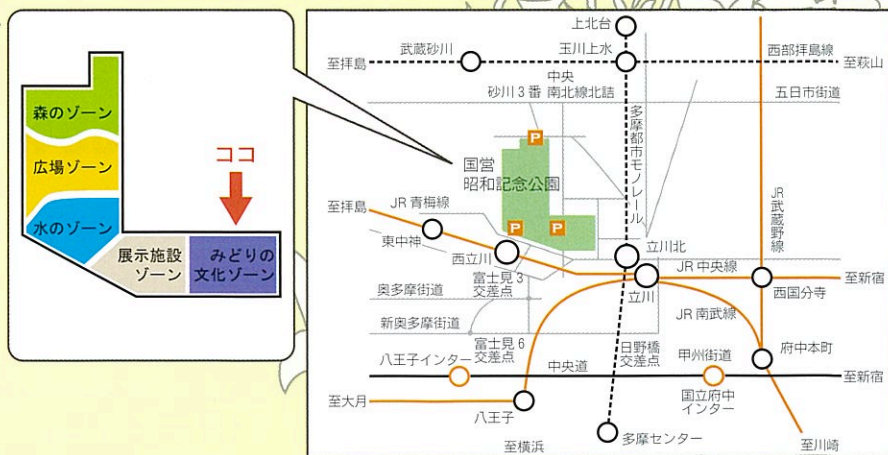 森のゾーン
広場ゾーン
水のゾーン
展示施設
ゾーン
みどりの
文化ゾーン
ココ
上北台
至拝島
武蔵砂川
玉川上水
西武拝島線
至萩山
中央
南北線北詰
砂川3番
五日市街道
P
国営
昭和記念公園
多摩都市モノレール
JR武蔵野線
至拝島
JR青梅線
P
P
東中神
西立川
立川北
JR中央線
立川
西国分寺
至新宿
富士見3
交差点
奥多摩街道
新奥多摩街道
JR南武線
富士見6
交差点
日野橋
交差点
甲州街道
府中本町
八王子インター
中央道
国立府中
インター
至新宿
至大月
八王子
至横浜
多摩センター
至川崎